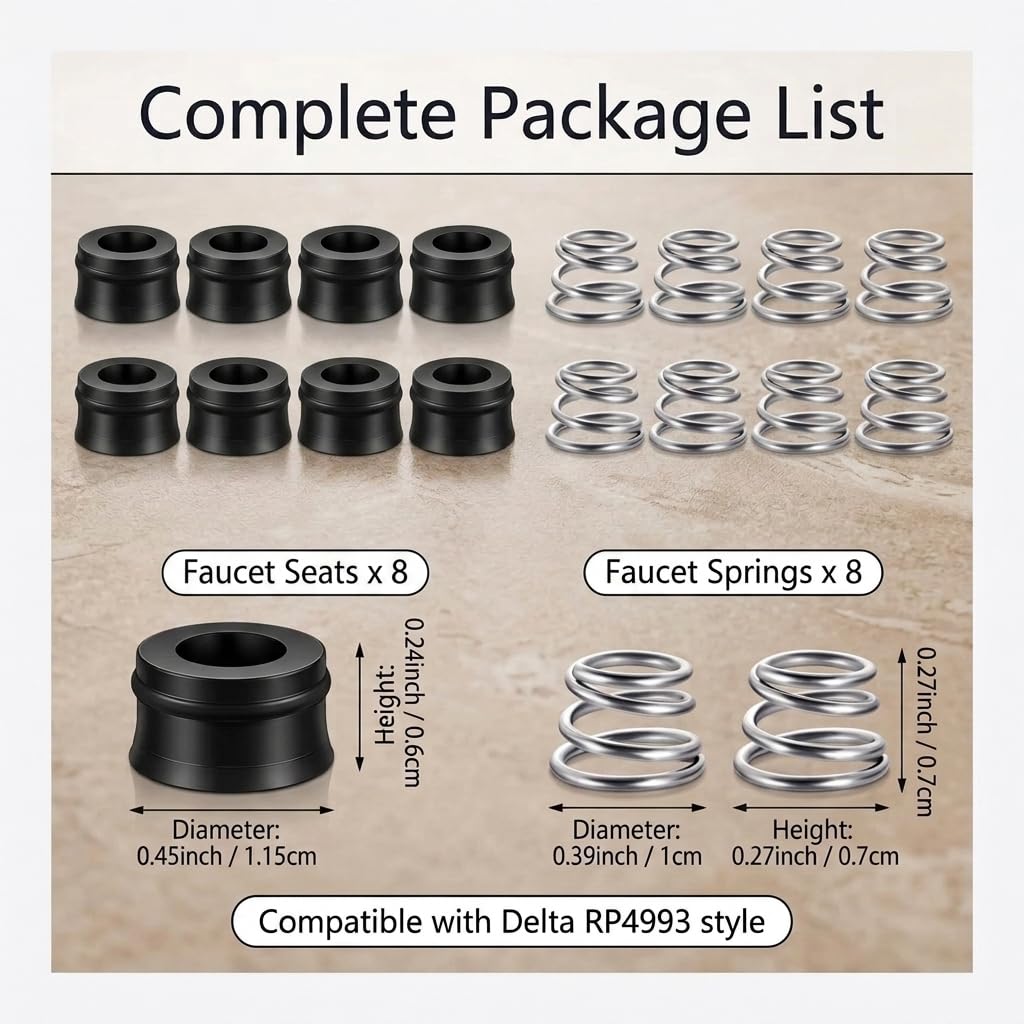 Complete Package List
Faucet Seats x 8
Faucet Springs x 8
Height:
0.24inch / 0.6cm
Diameter:
0.45inch / 1.15cm
0.27inch / 0.7cm
Diameter:
0.39inch / 1cm
Height:
0.27inch / 0.7cm
Compatible with Delta RP4993 style